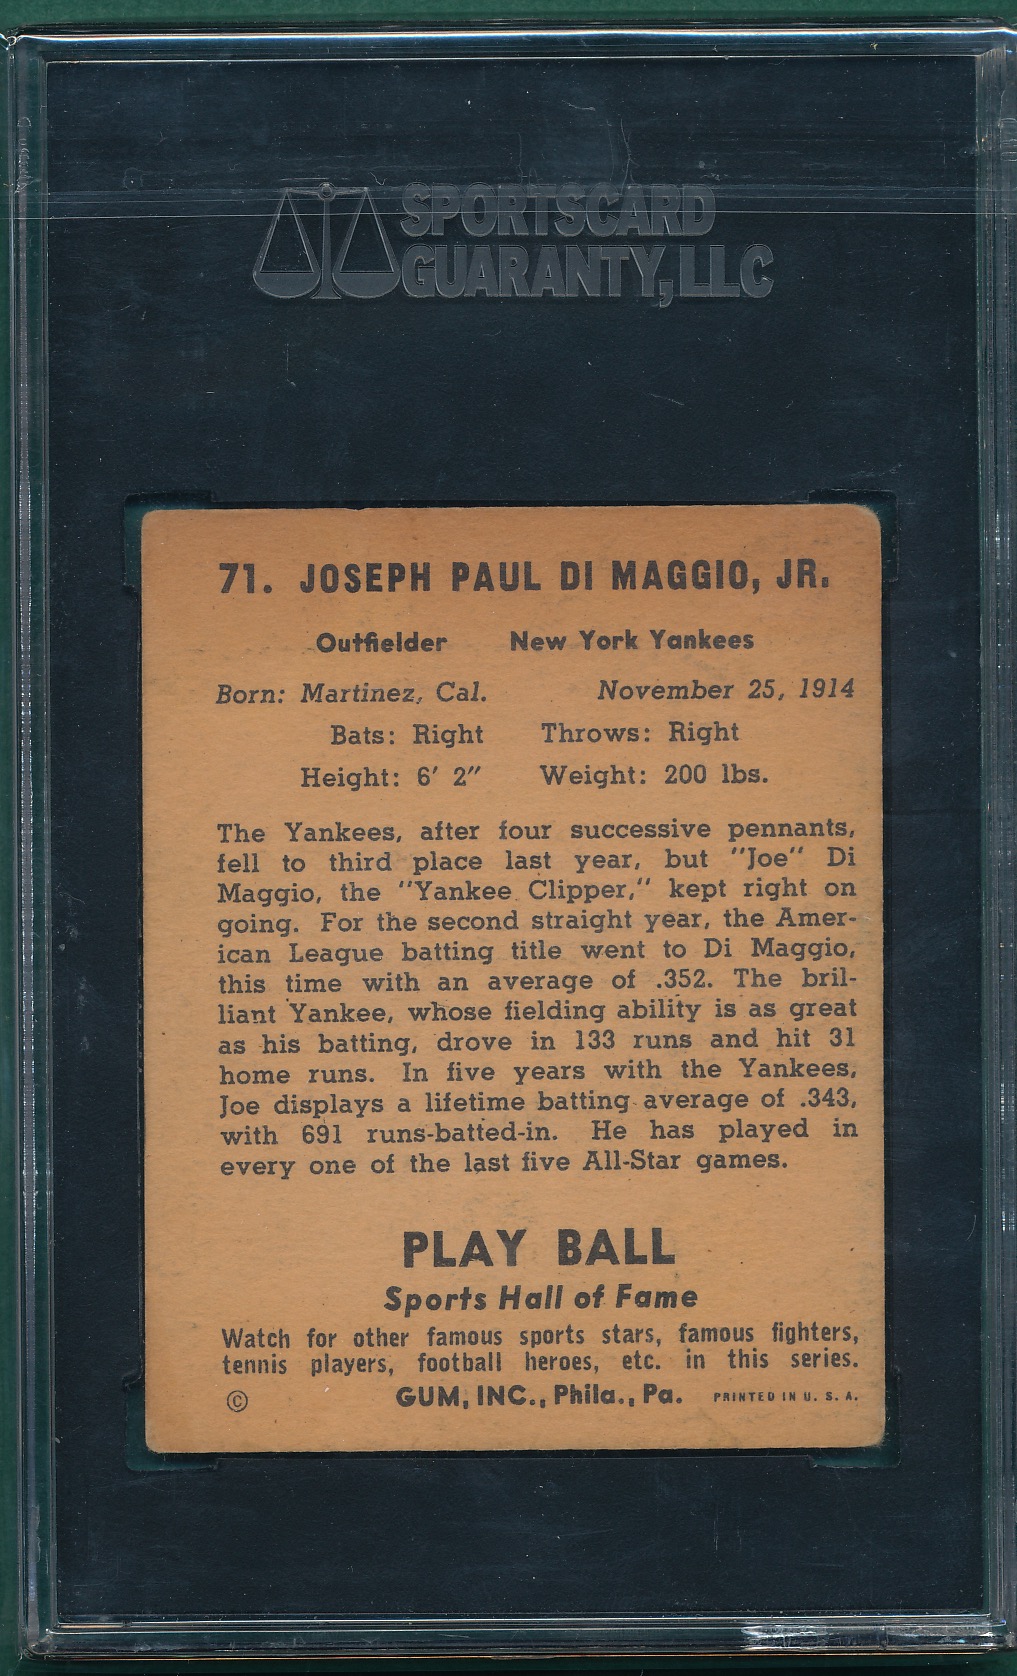 SPORTSCARD
GUARANTY, LLC
71. JOSEPH PAUL DI MAGGIO, JR.
Outfielder New York Yankees
Born: Martinez, Cal. November 25, 1914
Bats: Right Throws: Right
Height: 6′ 2″ Weight: 200 lbs.
The Yankees, after four successive pennants,
fell to third place last year, but "Joe" Di
Maggio, the "Yankee Clipper," kept right on
going. For the second straight year, the Amer-
ican League batting title went to Di Maggio,
this time with an average of .352. The bril-
liant Yankee, whose fielding ability is as great
as his batting, drove in 133 runs and hit 31
home runs. In five years with the Yankees,
Joe displays a lifetime batting average of .343,
with 691 runs-batted-in. He has played in
every one of the last five All-Star games.
PLAY BALL
Sports Hall of Fame
Watch for other famous sports stars, famous fighters,
tennis players, football heroes, etc. in this series.
© GUM, INC., Phila., Pa. PRINTED IN U. S. A.